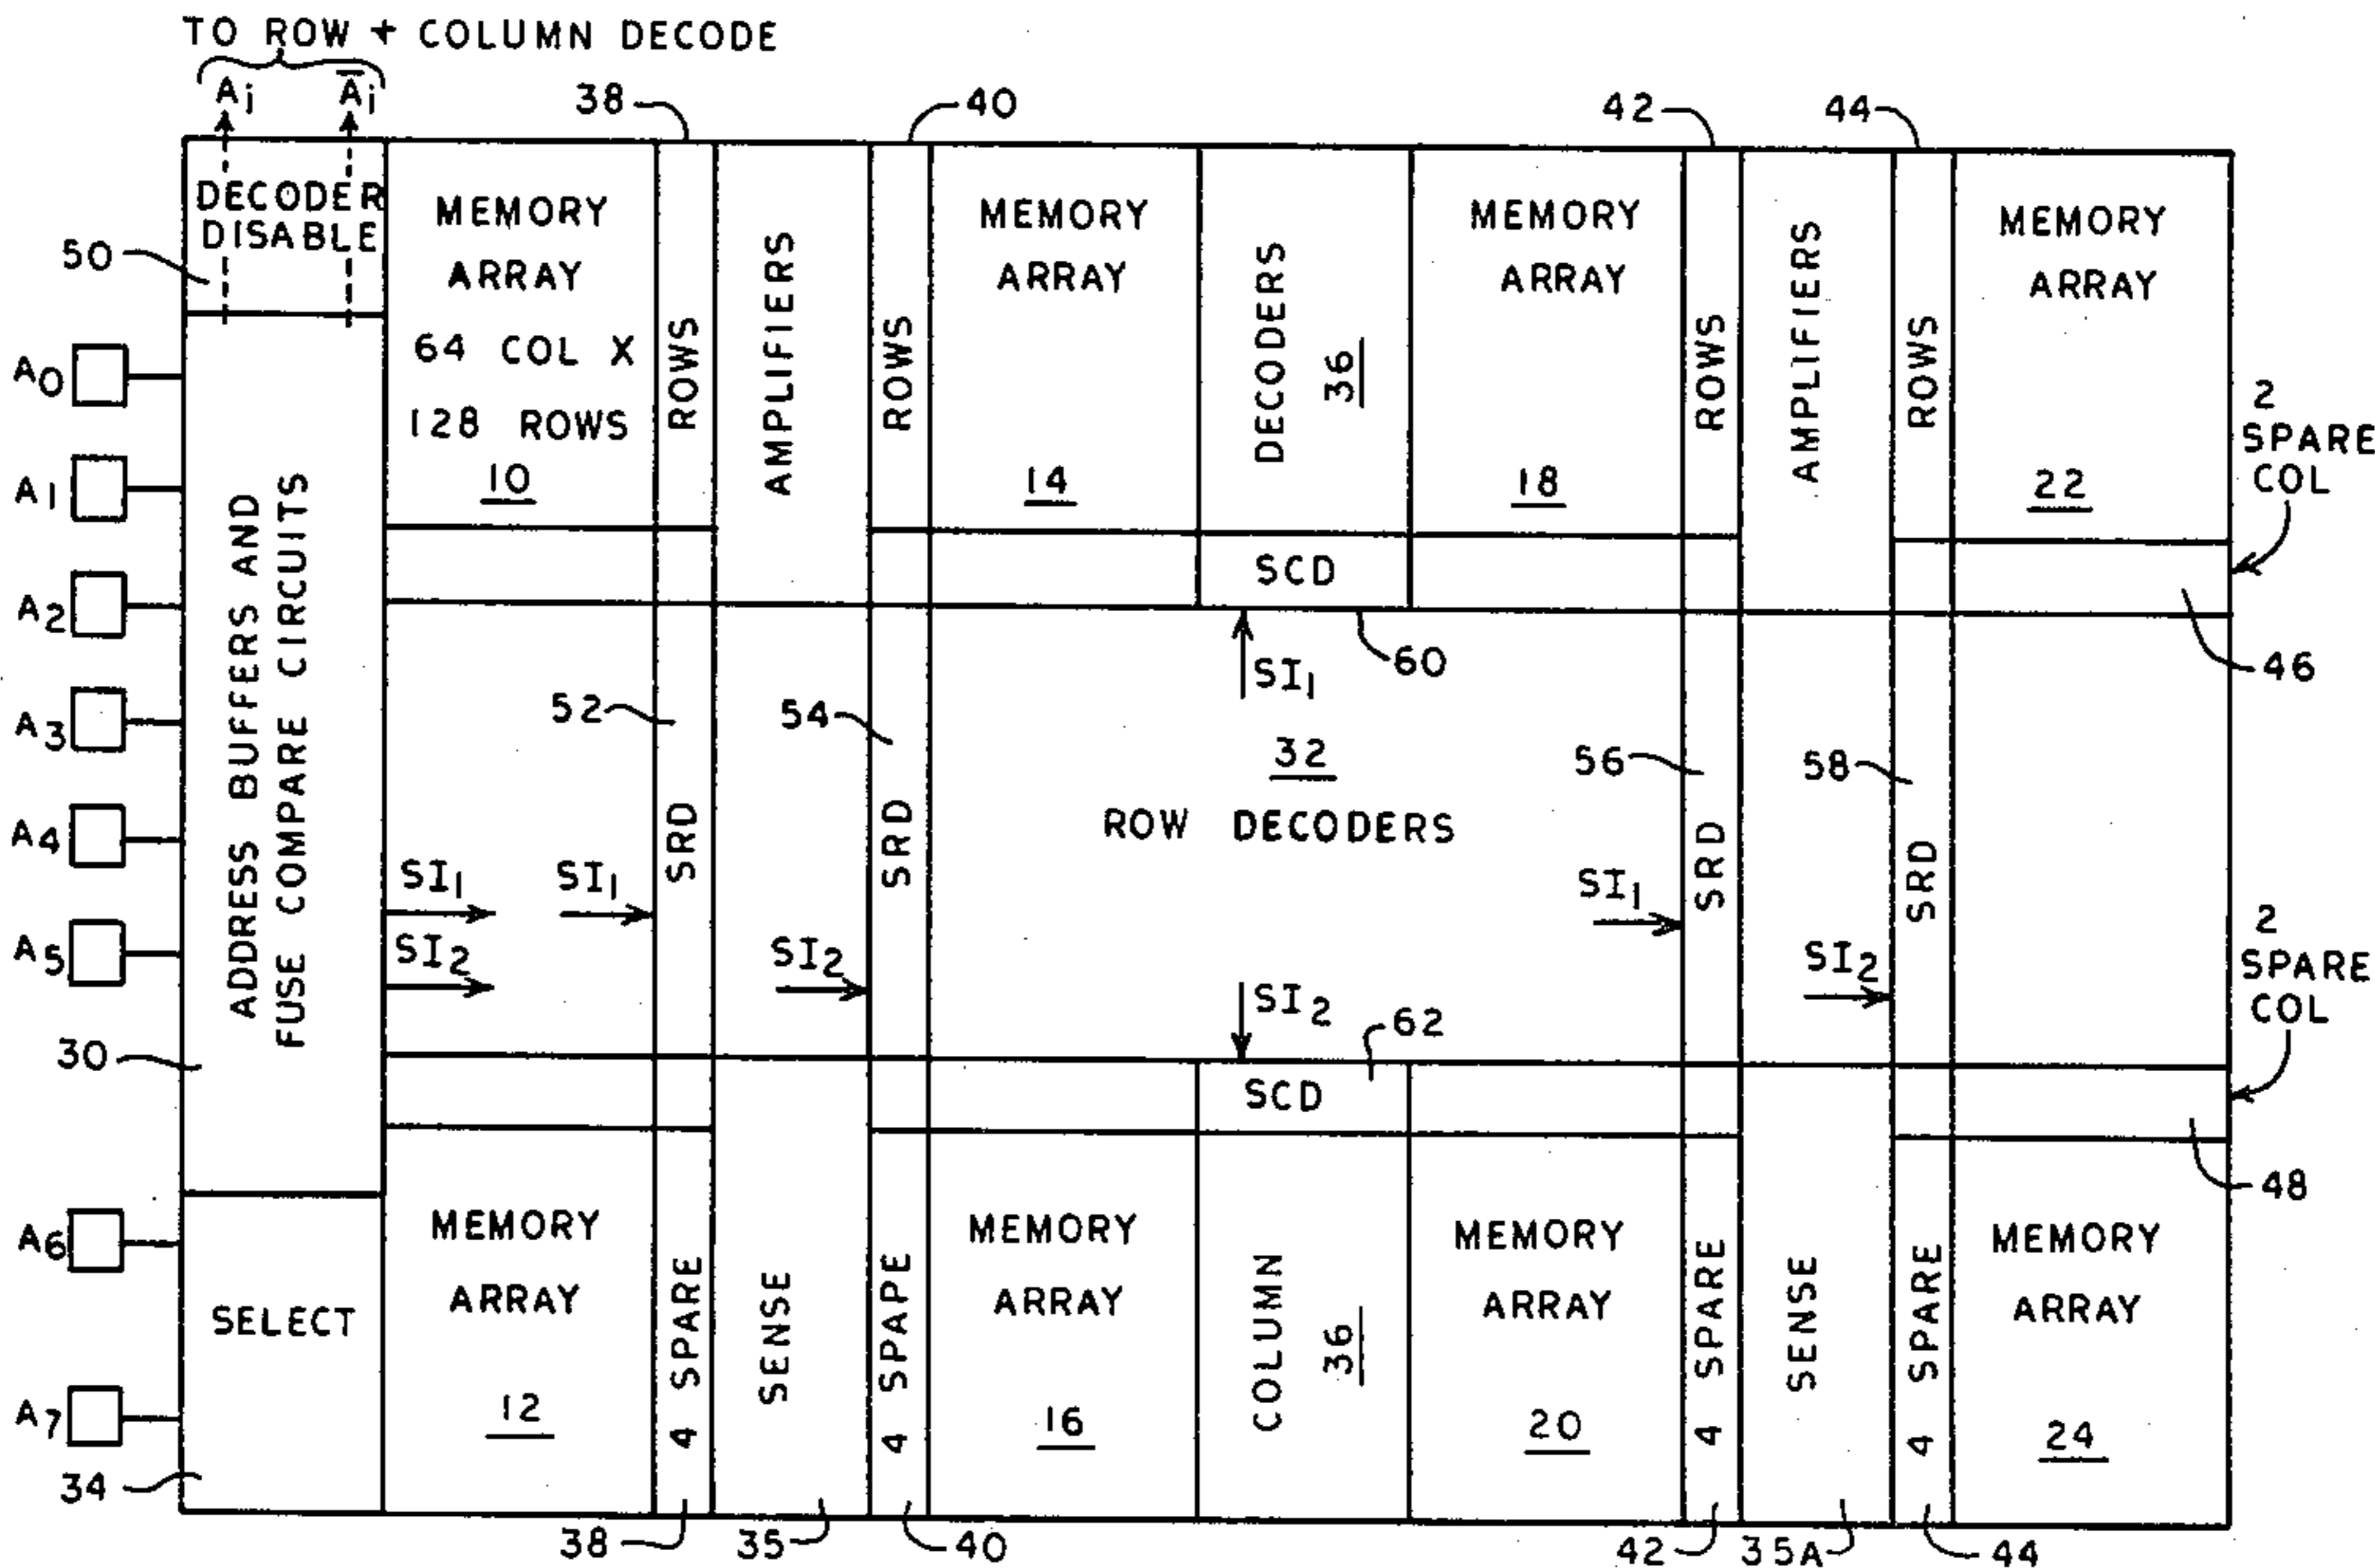 TO ROW + COLUMN DECODE
Ai A̅i
38 40 42 44
DECODER
DISABLE
50
MEMORY
ARRAY
64 COL X
128 ROWS
10
ROWS
AMPLIFIERS
ROWS
MEMORY
ARRAY
14
DECODERS
36
MEMORY
ARRAY
18
ROWS
AMPLIFIERS
ROWS
MEMORY
ARRAY
22
2
SPARE
COL
A0
A1
A2
A3
A4
A5
ADDRESS BUFFERS AND
FUSE COMPARE CIRCUITS
30
SCD
SI1
60
46
52
54
32
ROW DECODERS
56
58
SRD
SRD
SRD
SRD
SI1
SI2
SI1
SI2
SI1
SI2
SI2
62
SCD
2
SPARE
COL
48
A6
A7
SELECT
34
MEMORY
ARRAY
12
4 SPARE
SENSE
4 SPAPE
MEMORY
ARRAY
16
COLUMN
36
MEMORY
ARRAY
20
4 SPARE
SENSE
4 SPARE
MEMORY
ARRAY
24
38 35 40 42 35A 44